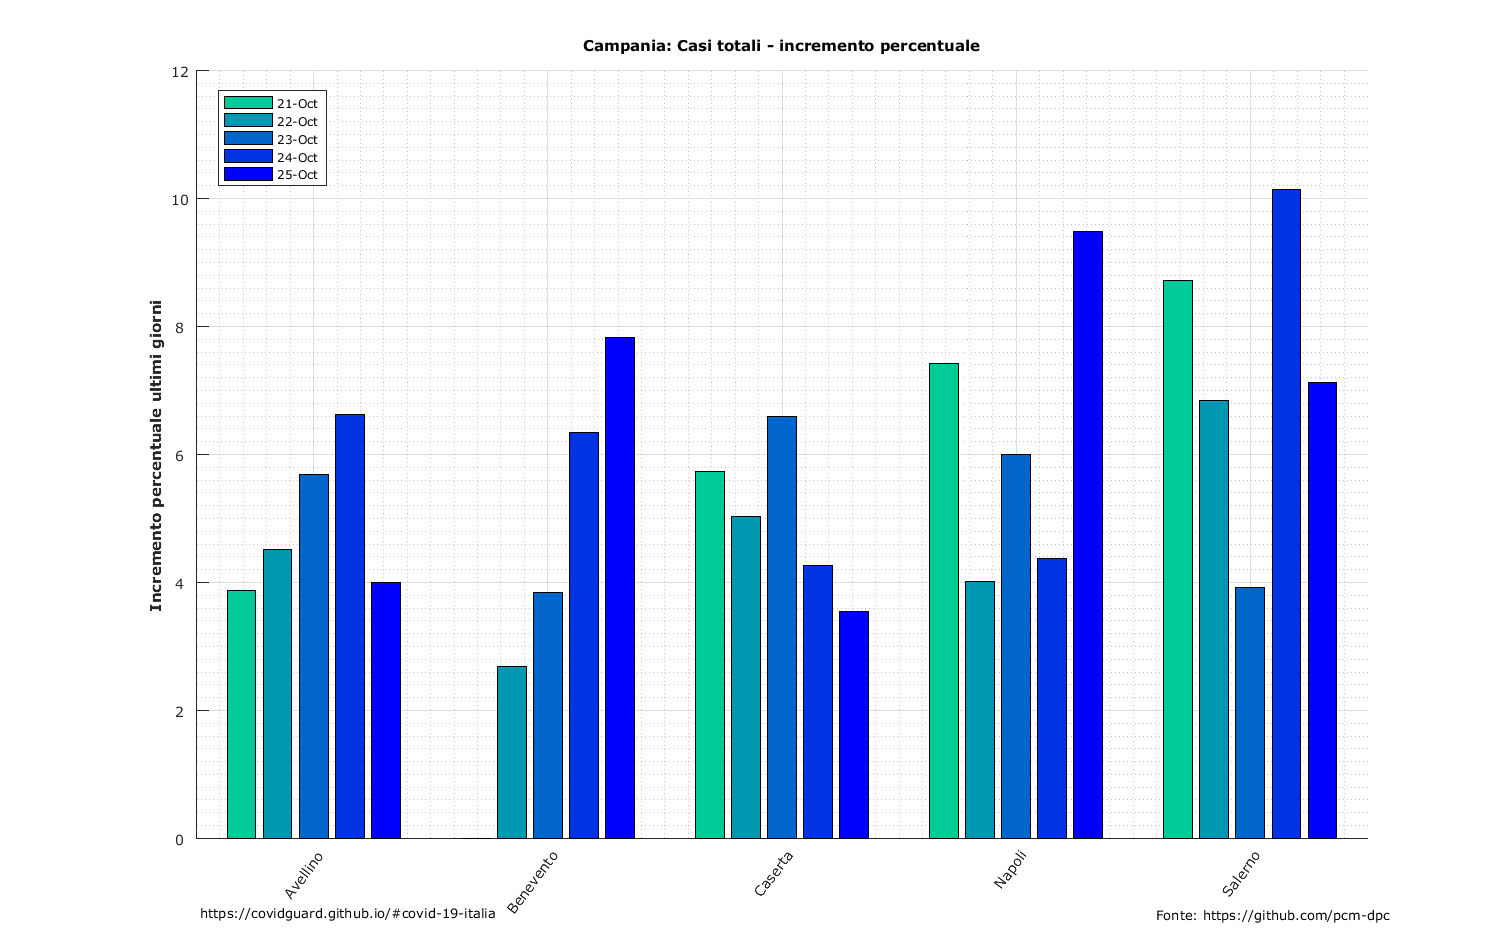 Campania: Casi totali - incremento percentuale
12
10
8
6
4
2
0
Incremento percentuale ultimi giorni
21-Oct
22-Oct
23-Oct
24-Oct
25-Oct
Avellino
Benevento
Caserta
Napoli
Salerno
https://covidguard.github.io/#covid-19-italia
Fonte: https://github.com/pcm-dpc